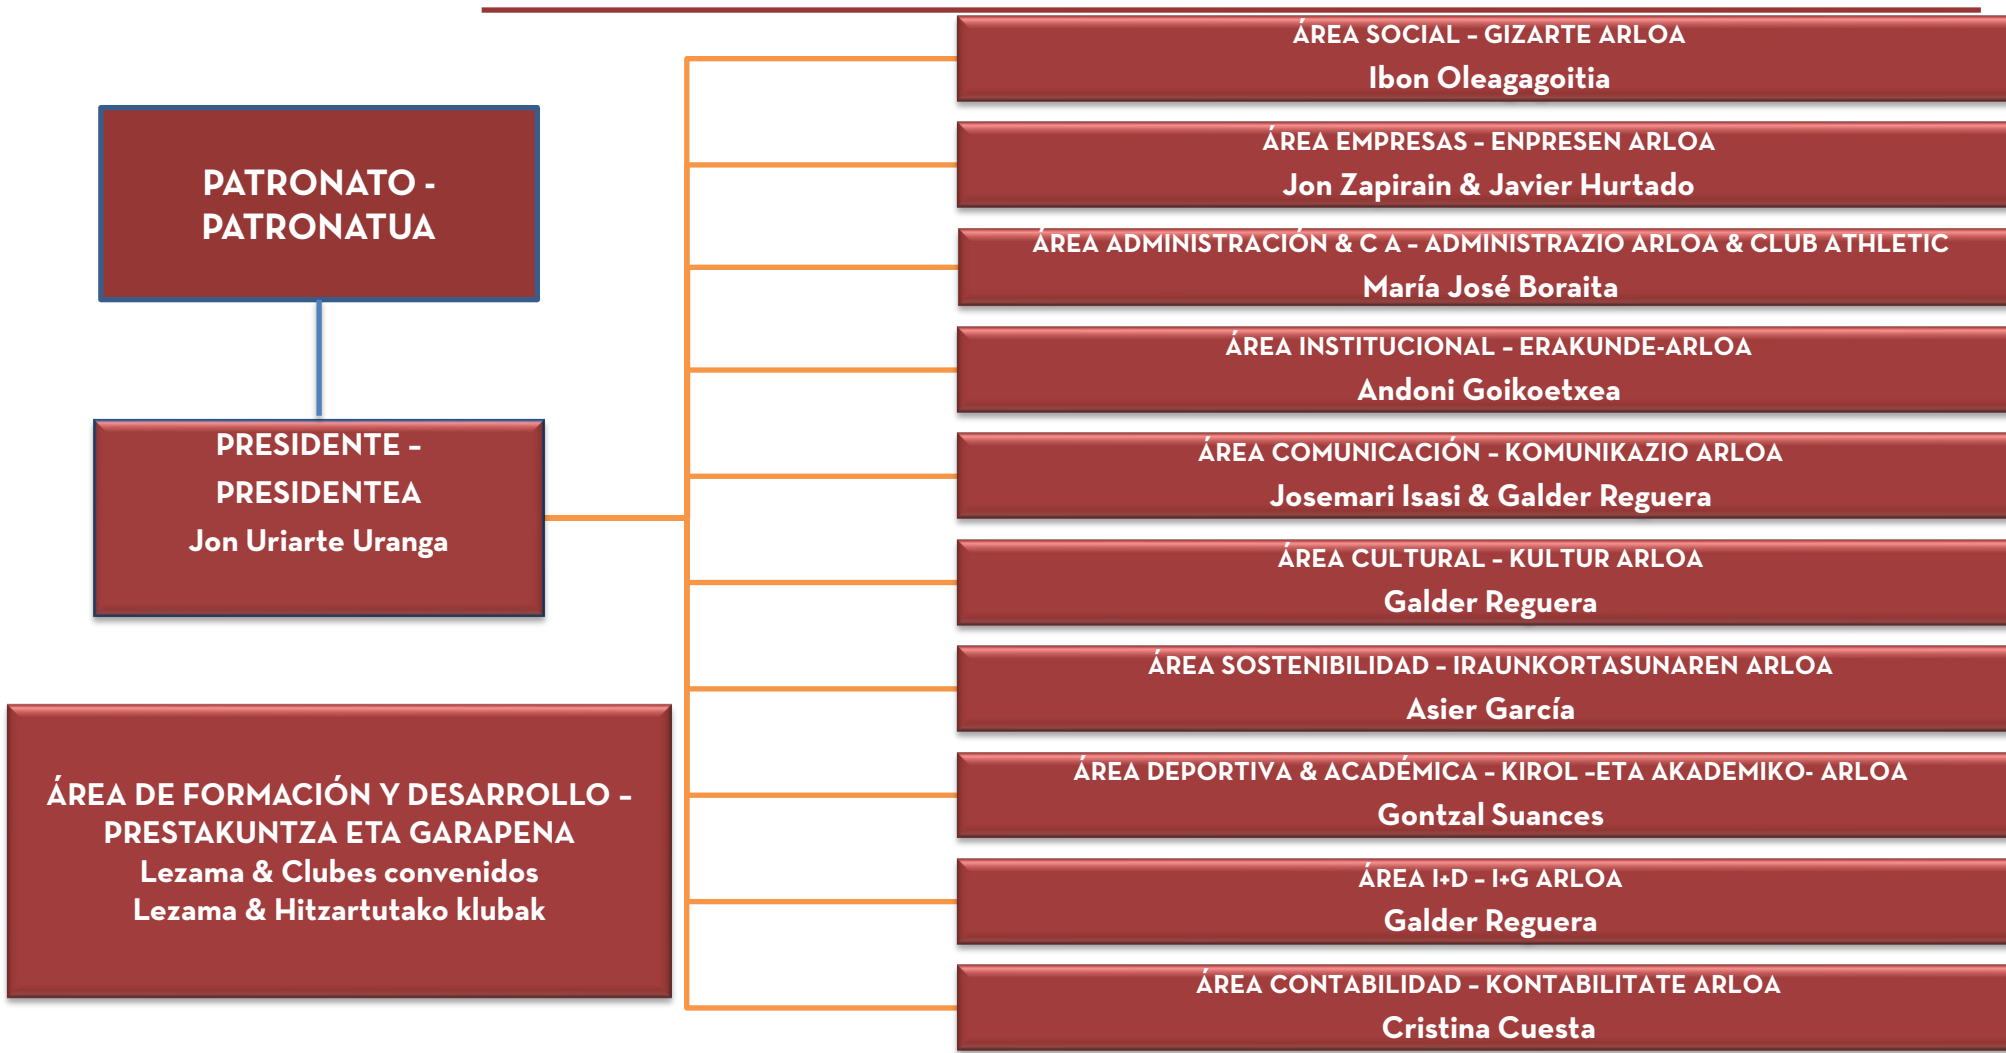 PATRONATO -
PATRONATUA
PRESIDENTE –
PRESIDENTEA
Jon Uriarte Uranga
ÁREA DE FORMACIÓN Y DESARROLLO –
PRESTAKUNTZA ETA GARAPENA
Lezama & Clubes convenidos
Lezama & Hitzartutako klubak
ÁREA SOCIAL – GIZARTE ARLOA
Ibon Oleagagoitia
ÁREA EMPRESAS – ENPRESEN ARLOA
Jon Zapirain & Javier Hurtado
ÁREA ADMINISTRACIÓN & C A – ADMINISTRAZIO ARLOA & CLUB ATHLETIC
María José Boraita
ÁREA INSTITUCIONAL – ERAKUNDE-ARLOA
Andoni Goikoetxea
ÁREA COMUNICACIÓN – KOMUNIKAZIO ARLOA
Josemari Isasi & Galder Reguera
ÁREA CULTURAL – KULTUR ARLOA
Galder Reguera
ÁREA SOSTENIBILIDAD – IRAUNKORTASUNAREN ARLOA
Asier García
ÁREA DEPORTIVA & ACADÉMICA – KIROL –ETA AKADEMIKO- ARLOA
Gontzal Suances
ÁREA I+D – I+G ARLOA
Galder Reguera
ÁREA CONTABILIDAD – KONTABILITATE ARLOA
Cristina Cuesta